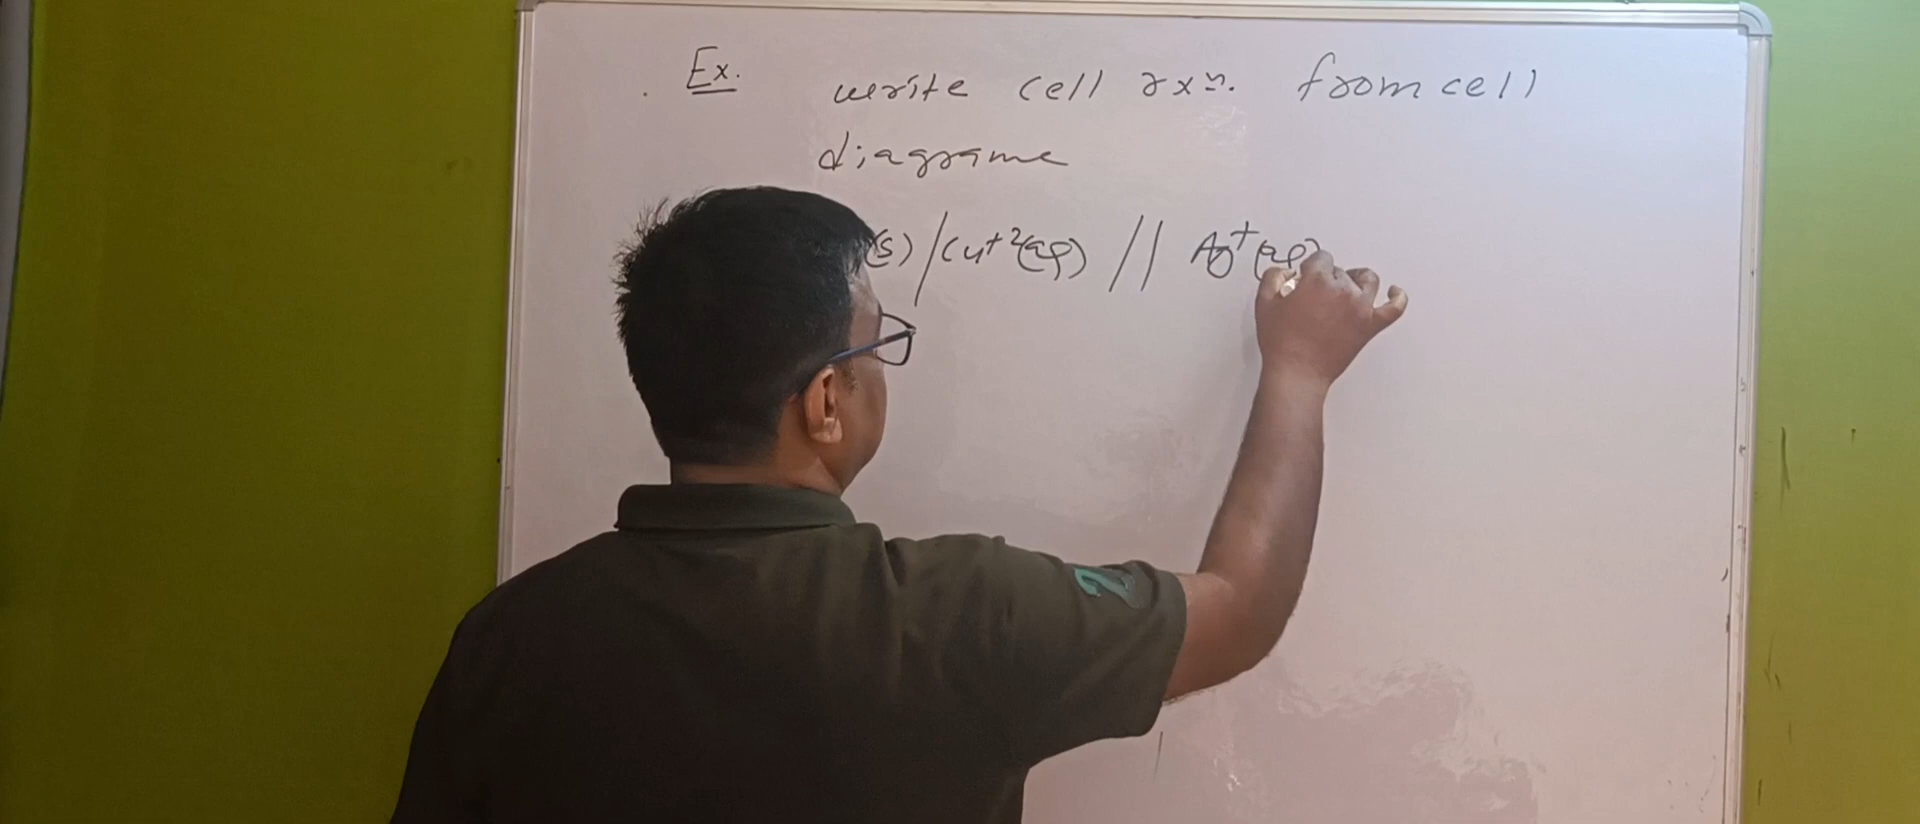 Ex. write cell rxn. from cell
diagrame
(s) / Cu+2(aq) // Ag+(aq)